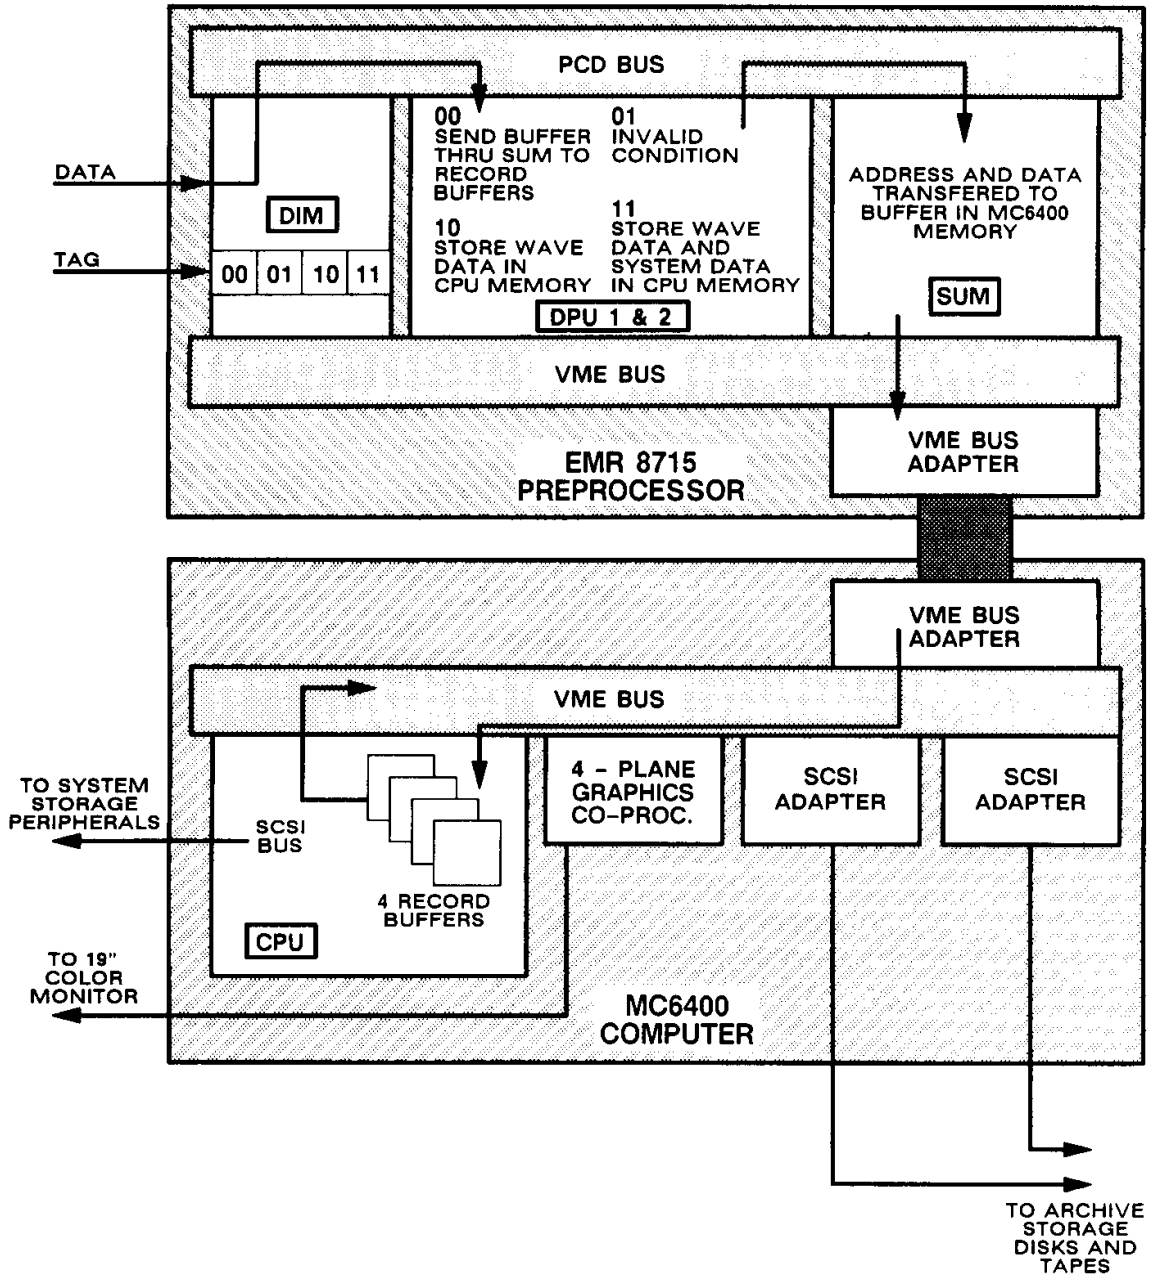 PCD BUS
DATA
TAG
DIM
00 01 10 11
00
SEND BUFFER
THRU SUM TO
RECORD
BUFFERS
01
INVALID
CONDITION
10
STORE WAVE
DATA IN
CPU MEMORY
11
STORE WAVE
DATA AND
SYSTEM DATA
IN CPU MEMORY
DPU 1 & 2
ADDRESS AND DATA
TRANSFERED TO
BUFFER IN MC6400
MEMORY
SUM
VME BUS
VME BUS
ADAPTER
EMR 8715
PREPROCESSOR
VME BUS
ADAPTER
VME BUS
TO SYSTEM
STORAGE
PERIPHERALS
SCSI
BUS
4 RECORD
BUFFERS
CPU
4 - PLANE
GRAPHICS
CO-PROC.
SCSI
ADAPTER
SCSI
ADAPTER
TO 19"
COLOR
MONITOR
MC6400
COMPUTER
TO ARCHIVE
STORAGE
DISKS AND
TAPES